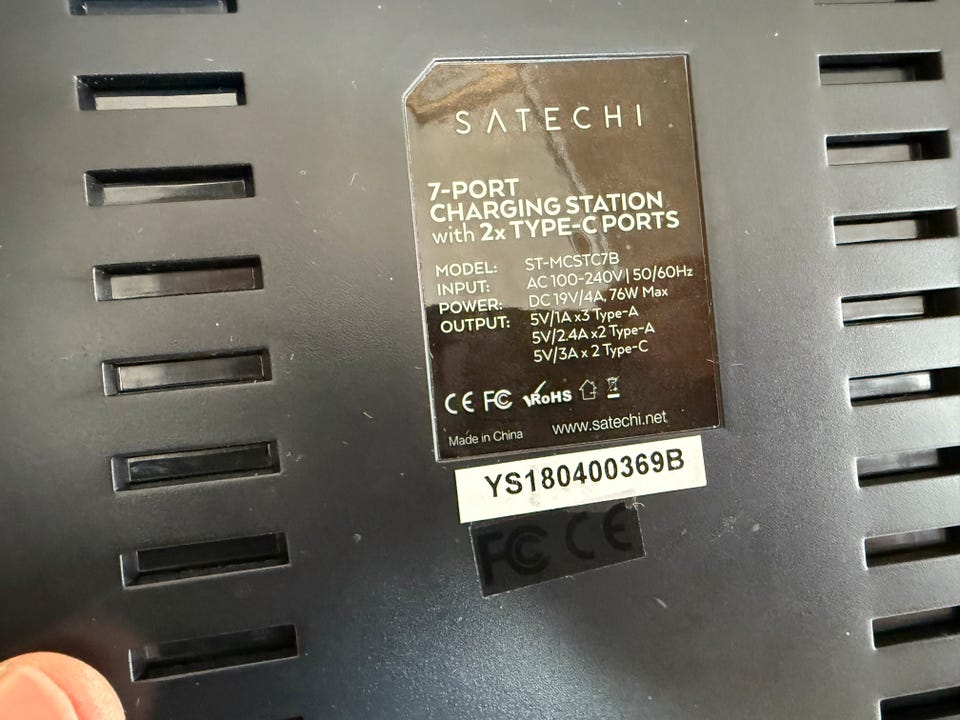 SATECHI
7-PORT
CHARGING STATION
with 2x TYPE-C PORTS
MODEL: ST-MCSTC7B
INPUT: AC 100-240V | 50/60Hz
POWER: DC 19V/4A, 76W Max
OUTPUT: 5V/1A x3 Type-A
5V/2.4A x2 Type-A
5V/3A x 2 Type-C
CE FC RoHS
Made in China www.satechi.net
YS180400369B
FC CE